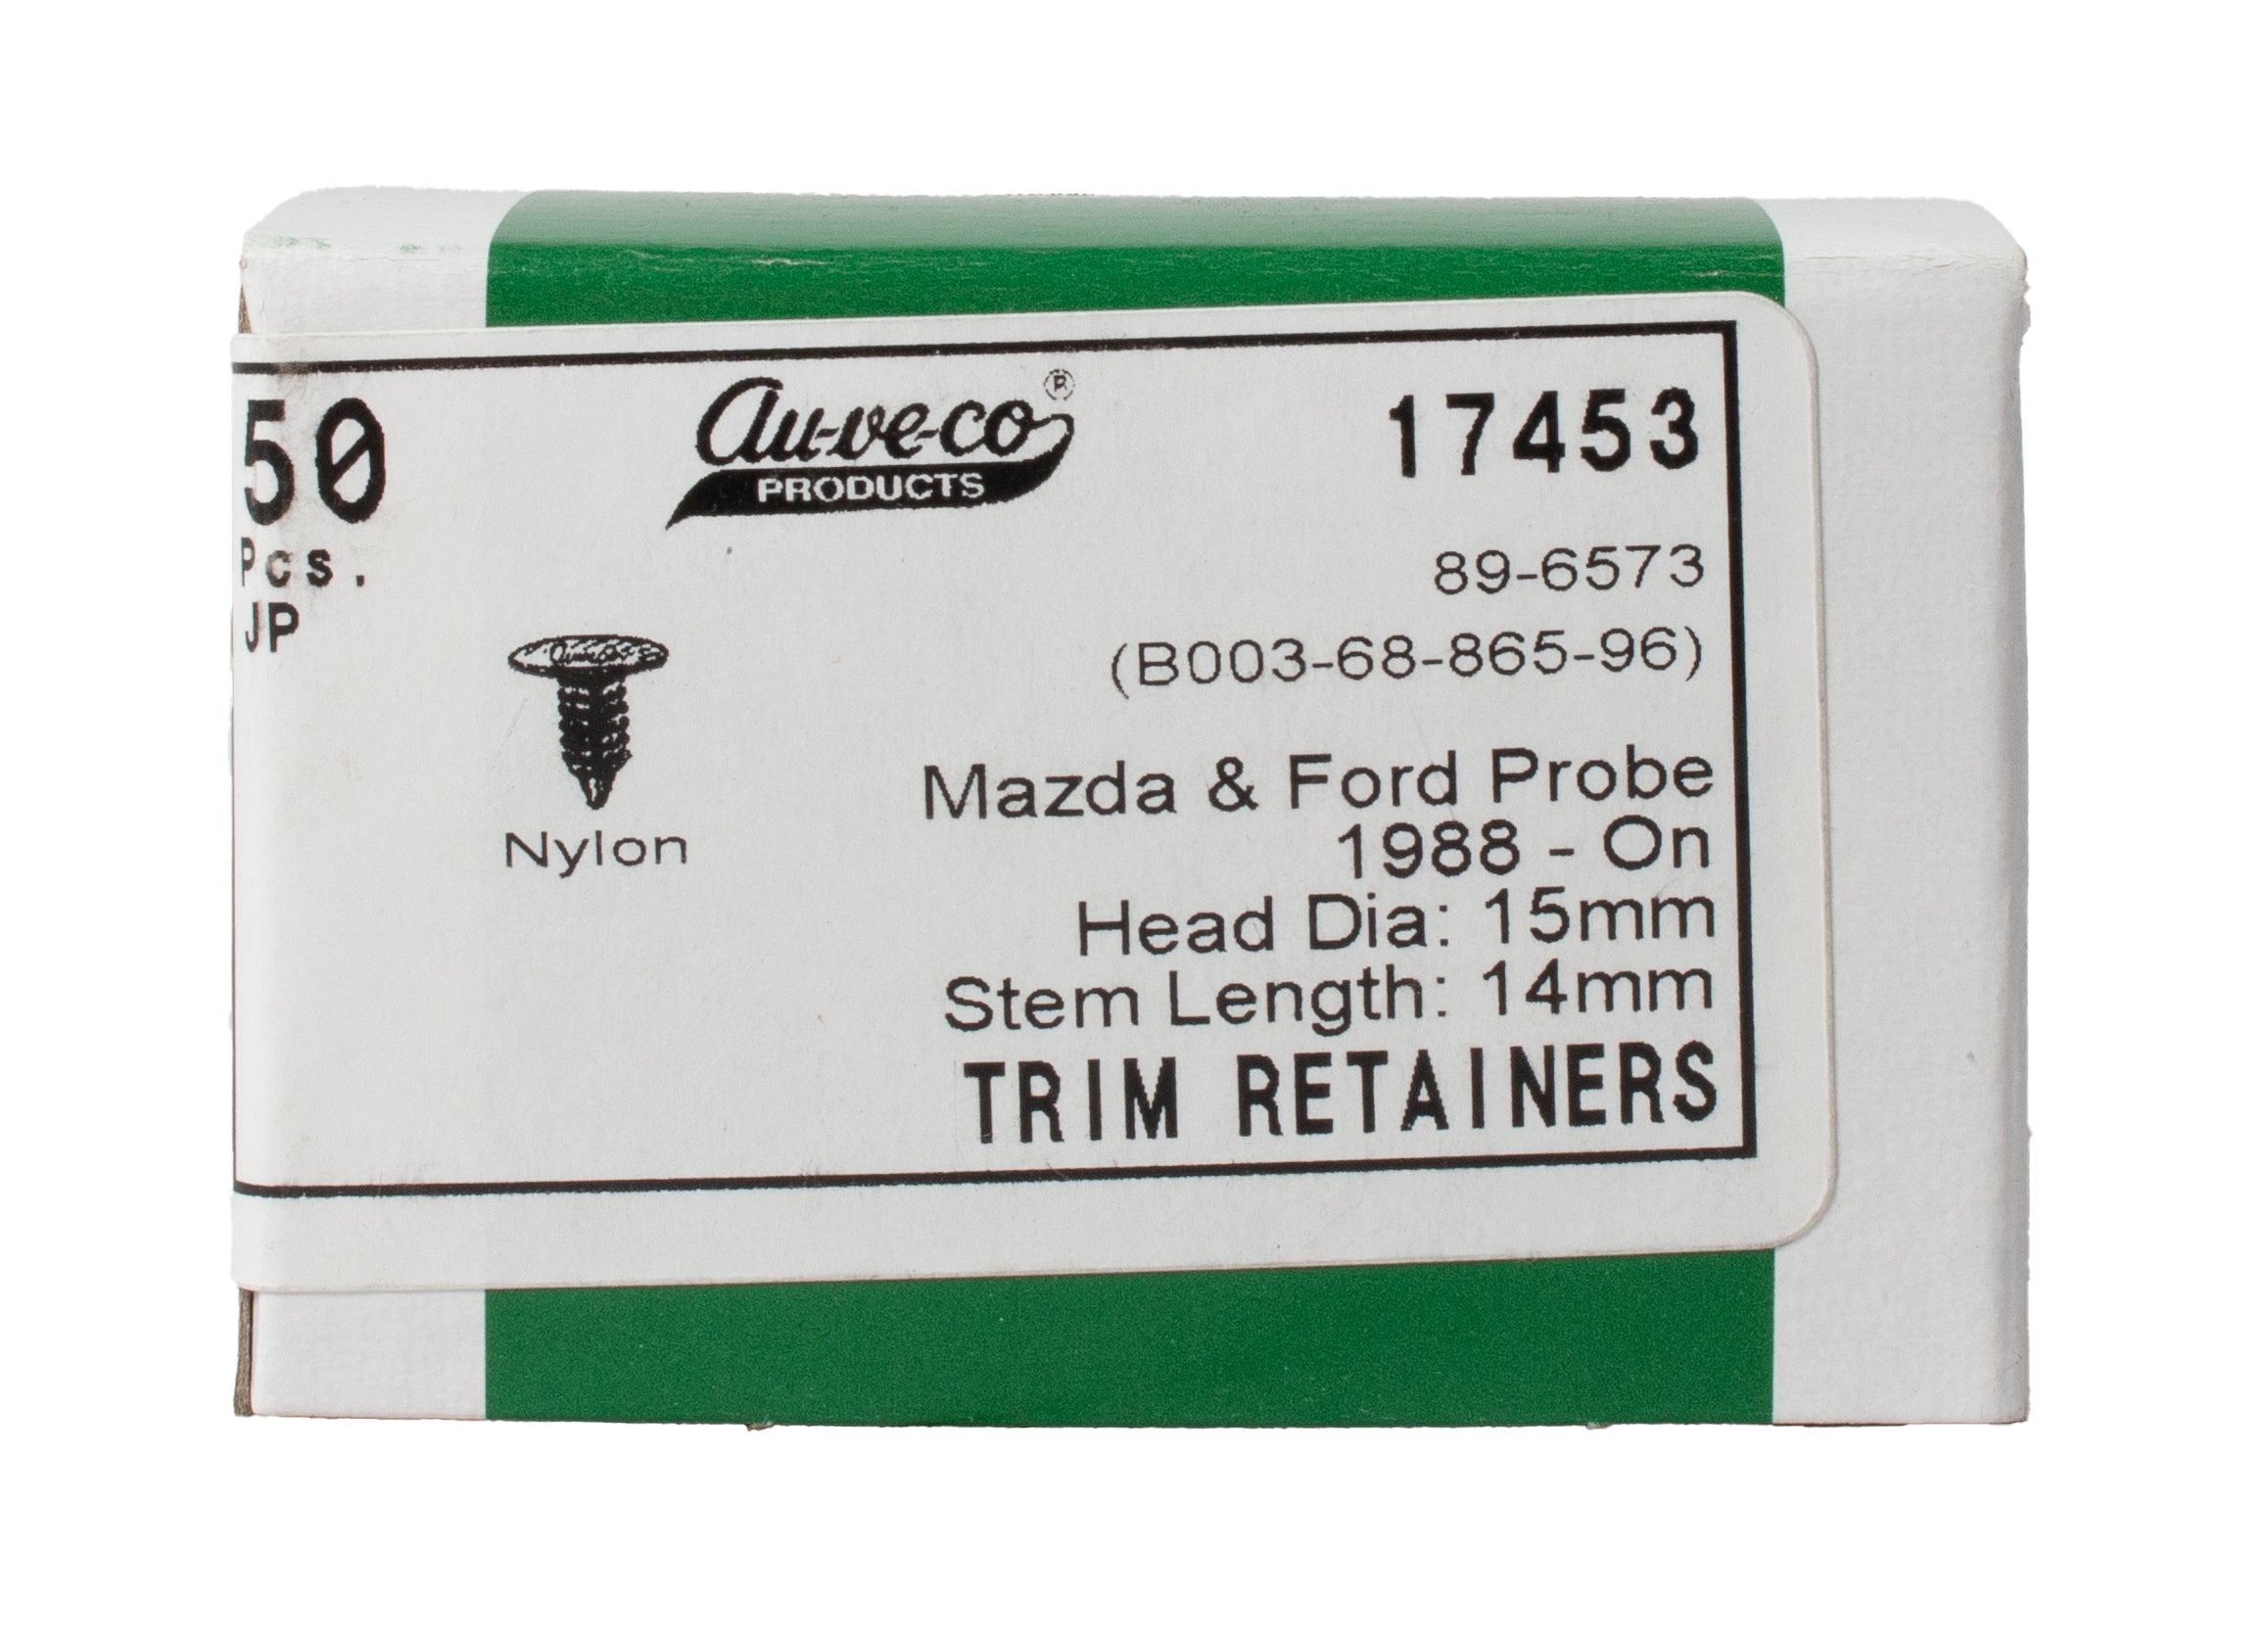 50
Pcs.
JP
Au-ve-co®
PRODUCTS
17453
89-6573
(B003-68-865-96)
Nylon
Mazda & Ford Probe
1988 - On
Head Dia: 15mm
Stem Length: 14mm
TRIM RETAINERS